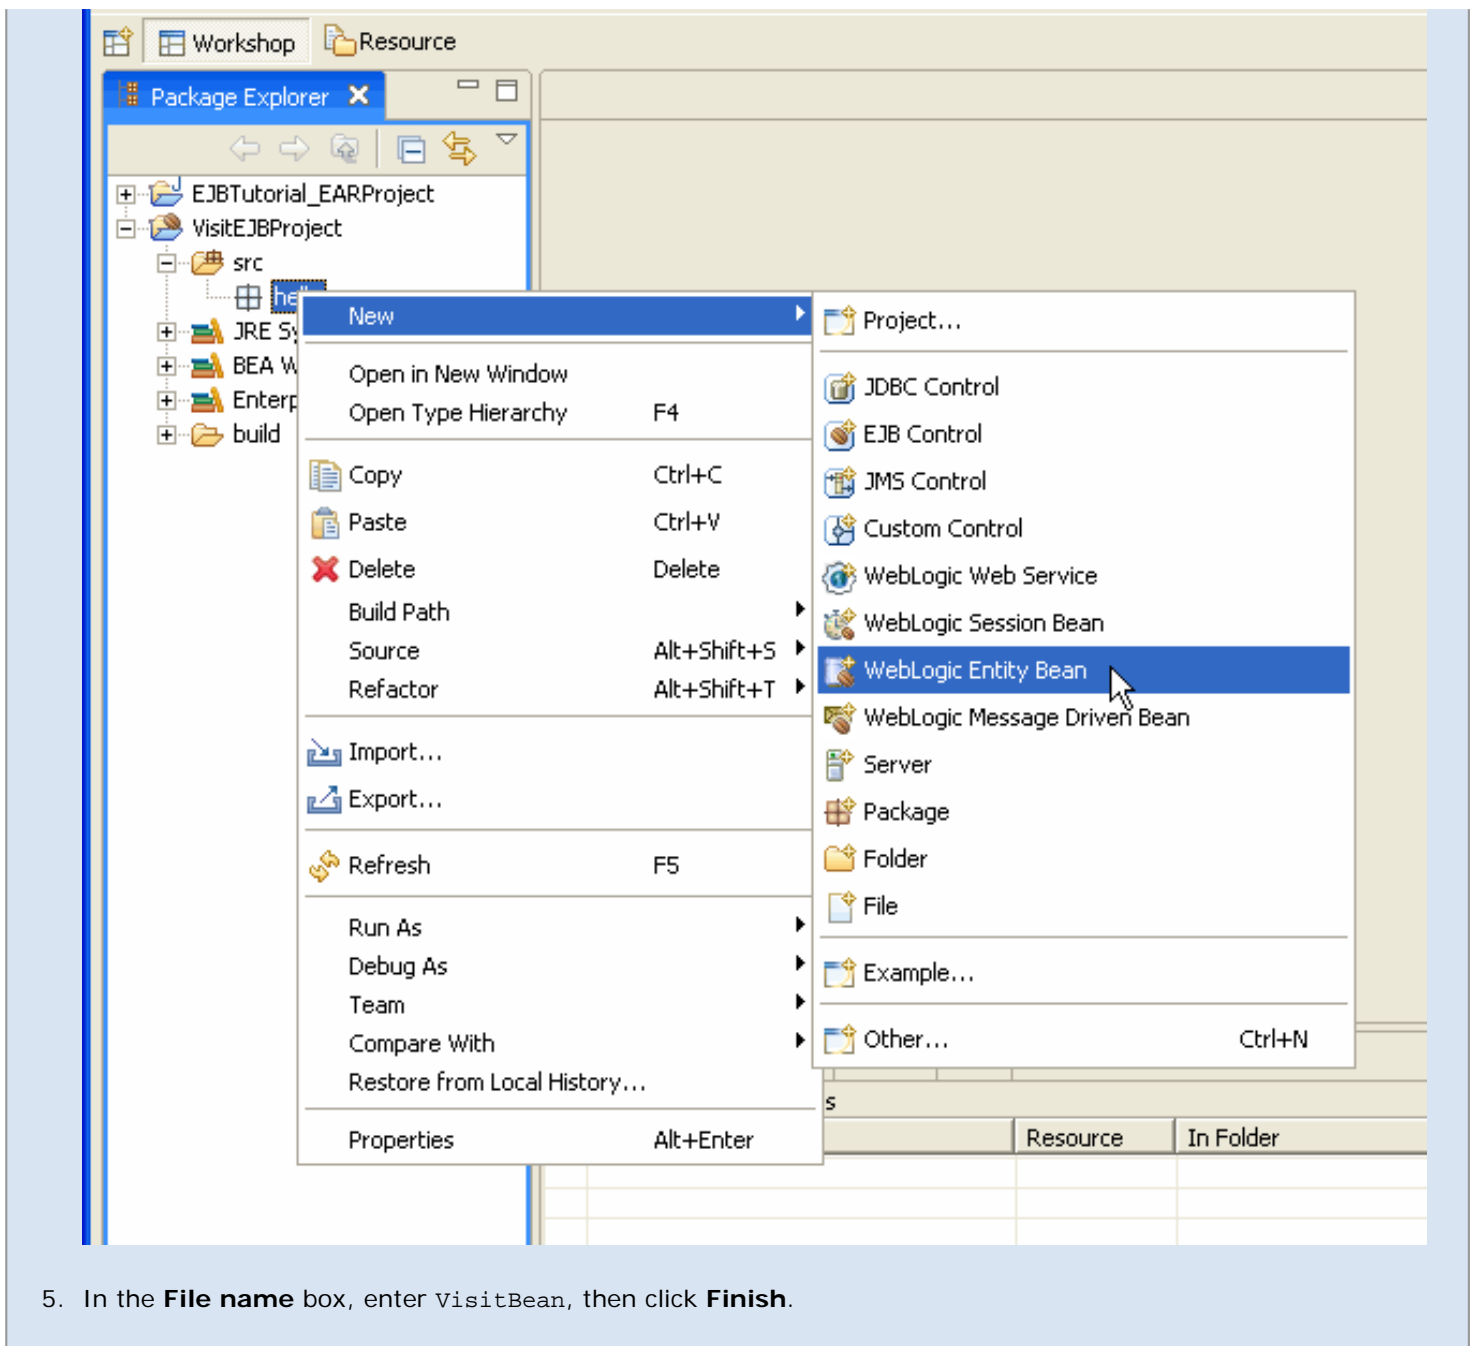 Workshop Resource
Package Explorer
EJBTutorial_EARProject
VisitEJBProject
src
JRE
BEA
build
New
Open in New Window
Open Type Hierarchy F4
Copy Ctrl+C
Paste Ctrl+V
Delete Delete
Build Path
Source Alt+Shift+S
Refactor Alt+Shift+T
Import...
Export...
Refresh F5
Run As
Debug As
Team
Compare With
Restore from Local History...
Properties Alt+Enter
Project...
JDBC Control
EJB Control
JMS Control
Custom Control
WebLogic Web Service
WebLogic Session Bean
WebLogic Entity Bean
WebLogic Message Driven Bean
Server
Package
Folder
File
Example...
Other... Ctrl+N
s
Resource In Folder
5. In the File name box, enter VisitBean, then click Finish.